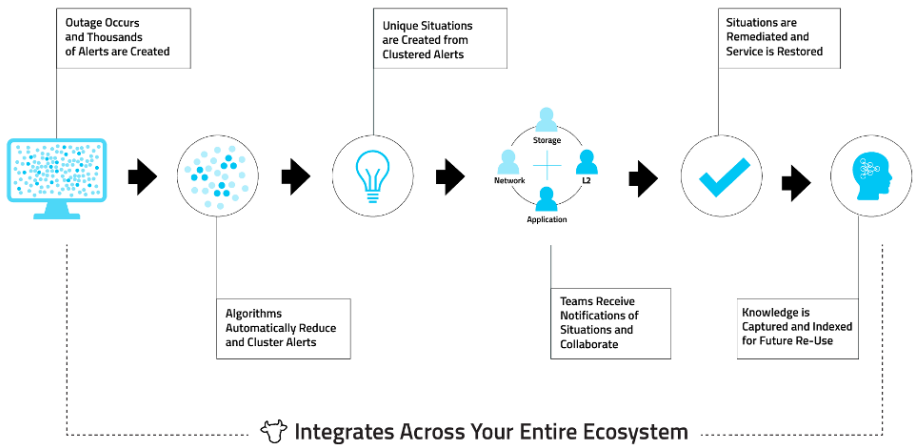 Outage Occurs
and Thousands
of Alerts are Created
Unique Situations
are Created from
Clustered Alerts
Situations are
Remediated and
Service is Restored
Storage
Network
L2
Application
Algorithms
Automatically Reduce
and Cluster Alerts
Teams Receive
Notifications of
Situations and
Collaborate
Knowledge is
Captured and Indexed
for Future Re-Use
Integrates Across Your Entire Ecosystem